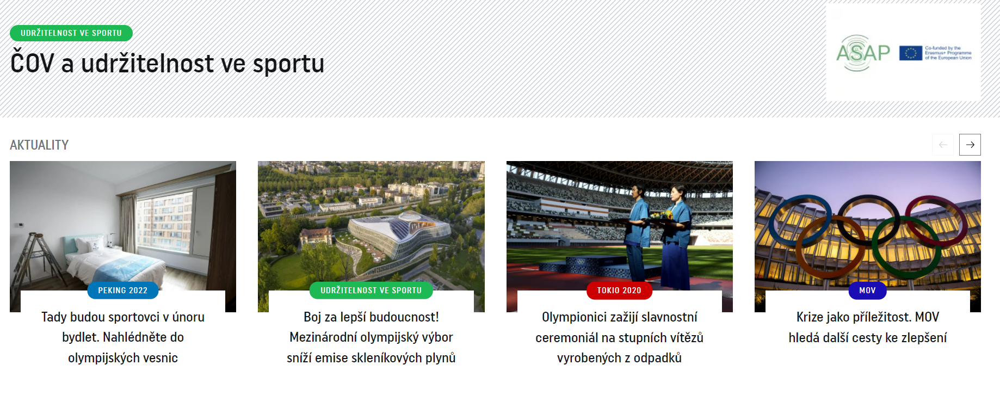 UDRŽITELNOST VE SPORTU
ČOV a udržitelnost ve sportu
ASAP
Co-funded by the
Erasmus+ Programme
of the European Union
AKTUALITY
PEKING 2022
Tady budou sportovci v únoru
bydlet. Nahlédněte do
olympijských vesnic
UDRŽITELNOST VE SPORTU
Boj za lepší budoucnost!
Mezinárodní olympijský výbor
sníží emise skleníkových plynů
TOKIO 2020
Olympionici zažijí slavnostní
ceremoniál na stupních vítězů
vyrobených z odpadků
MOV
Krize jako příležitost. MOV
hledá další cesty ke zlepšení